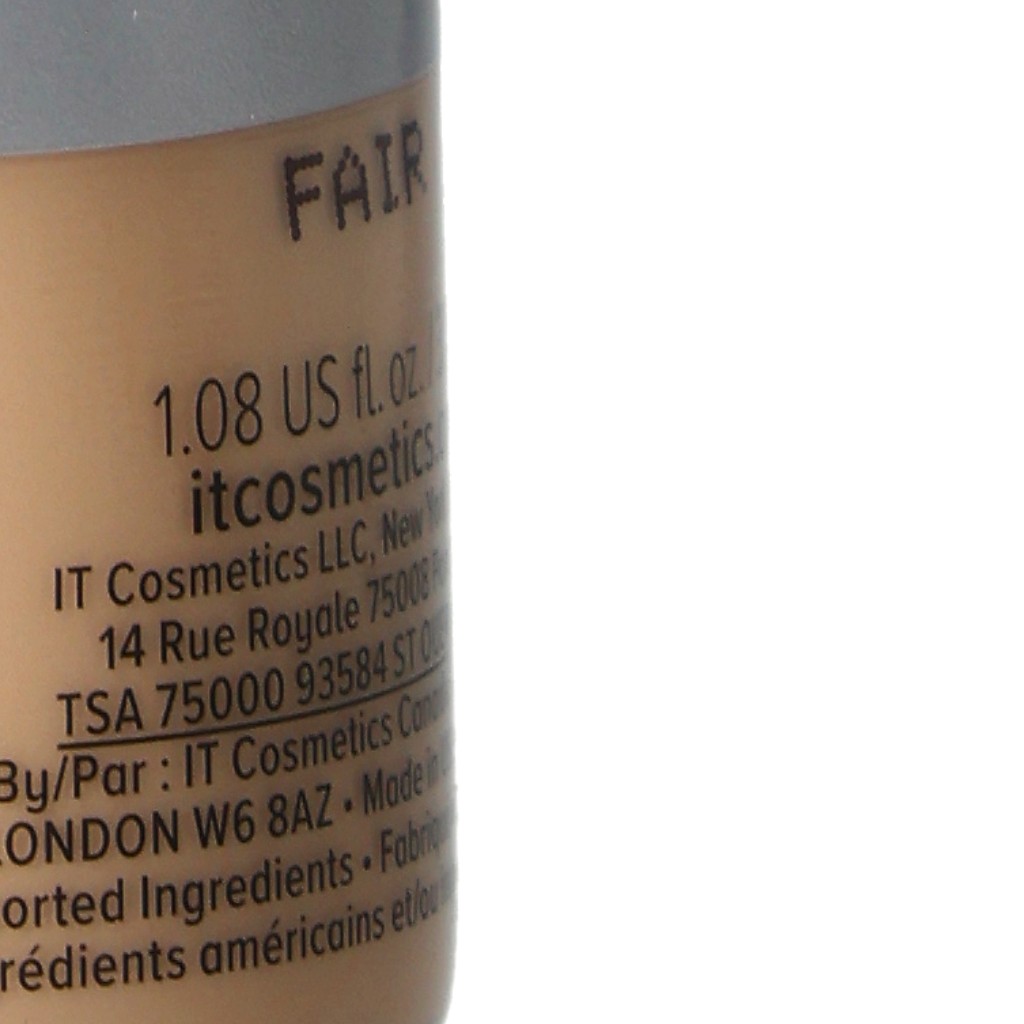 FAIR
1.08 US fl. oz. /
itcosmetics.
IT Cosmetics LLC, New
14 Rue Royale 75008
TSA 75000 93584 ST
By/Par : IT Cosmetics
LONDON W6 8AZ • Made in
orted Ingredients •
rédients américains et/ou